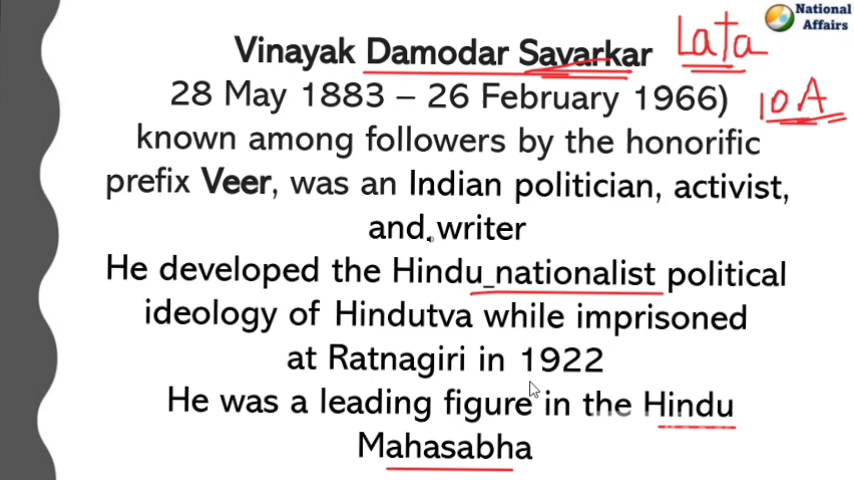 National
Affairs
Vinayak Damodar Savarkar
Lata
28 May 1883 – 26 February 1966)
10A
known among followers by the honorific
prefix Veer, was an Indian politician, activist,
and writer
He developed the Hindu nationalist political
ideology of Hindutva while imprisoned
at Ratnagiri in 1922
He was a leading figure in the Hindu
Mahasabha